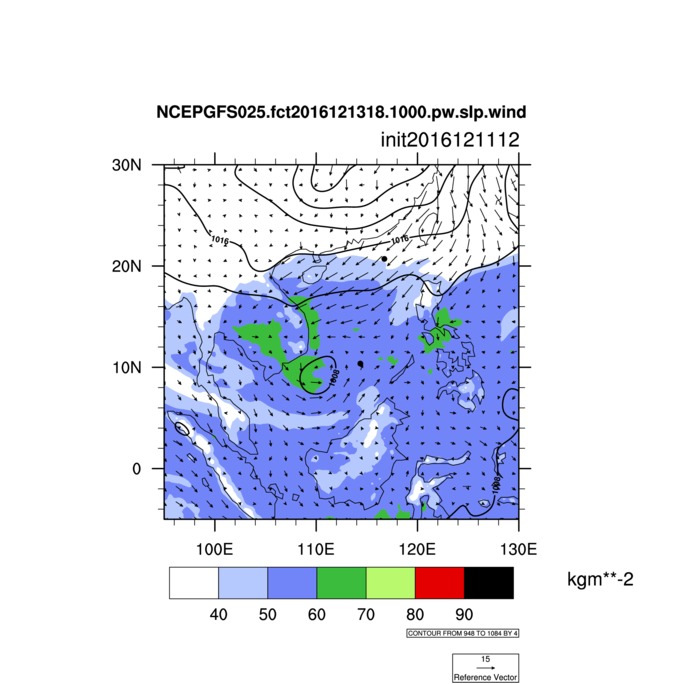 NCEPGFS025.fct2016121318.1000.pw.slp.wind
init2016121112
30N
20N
10N
0
1016
1016
1008
1008
100E
110E
120E
130E
40
50
60
70
80
90
kgm**-2
CONTOUR FROM 948 TO 1084 BY 4
15
Reference Vector